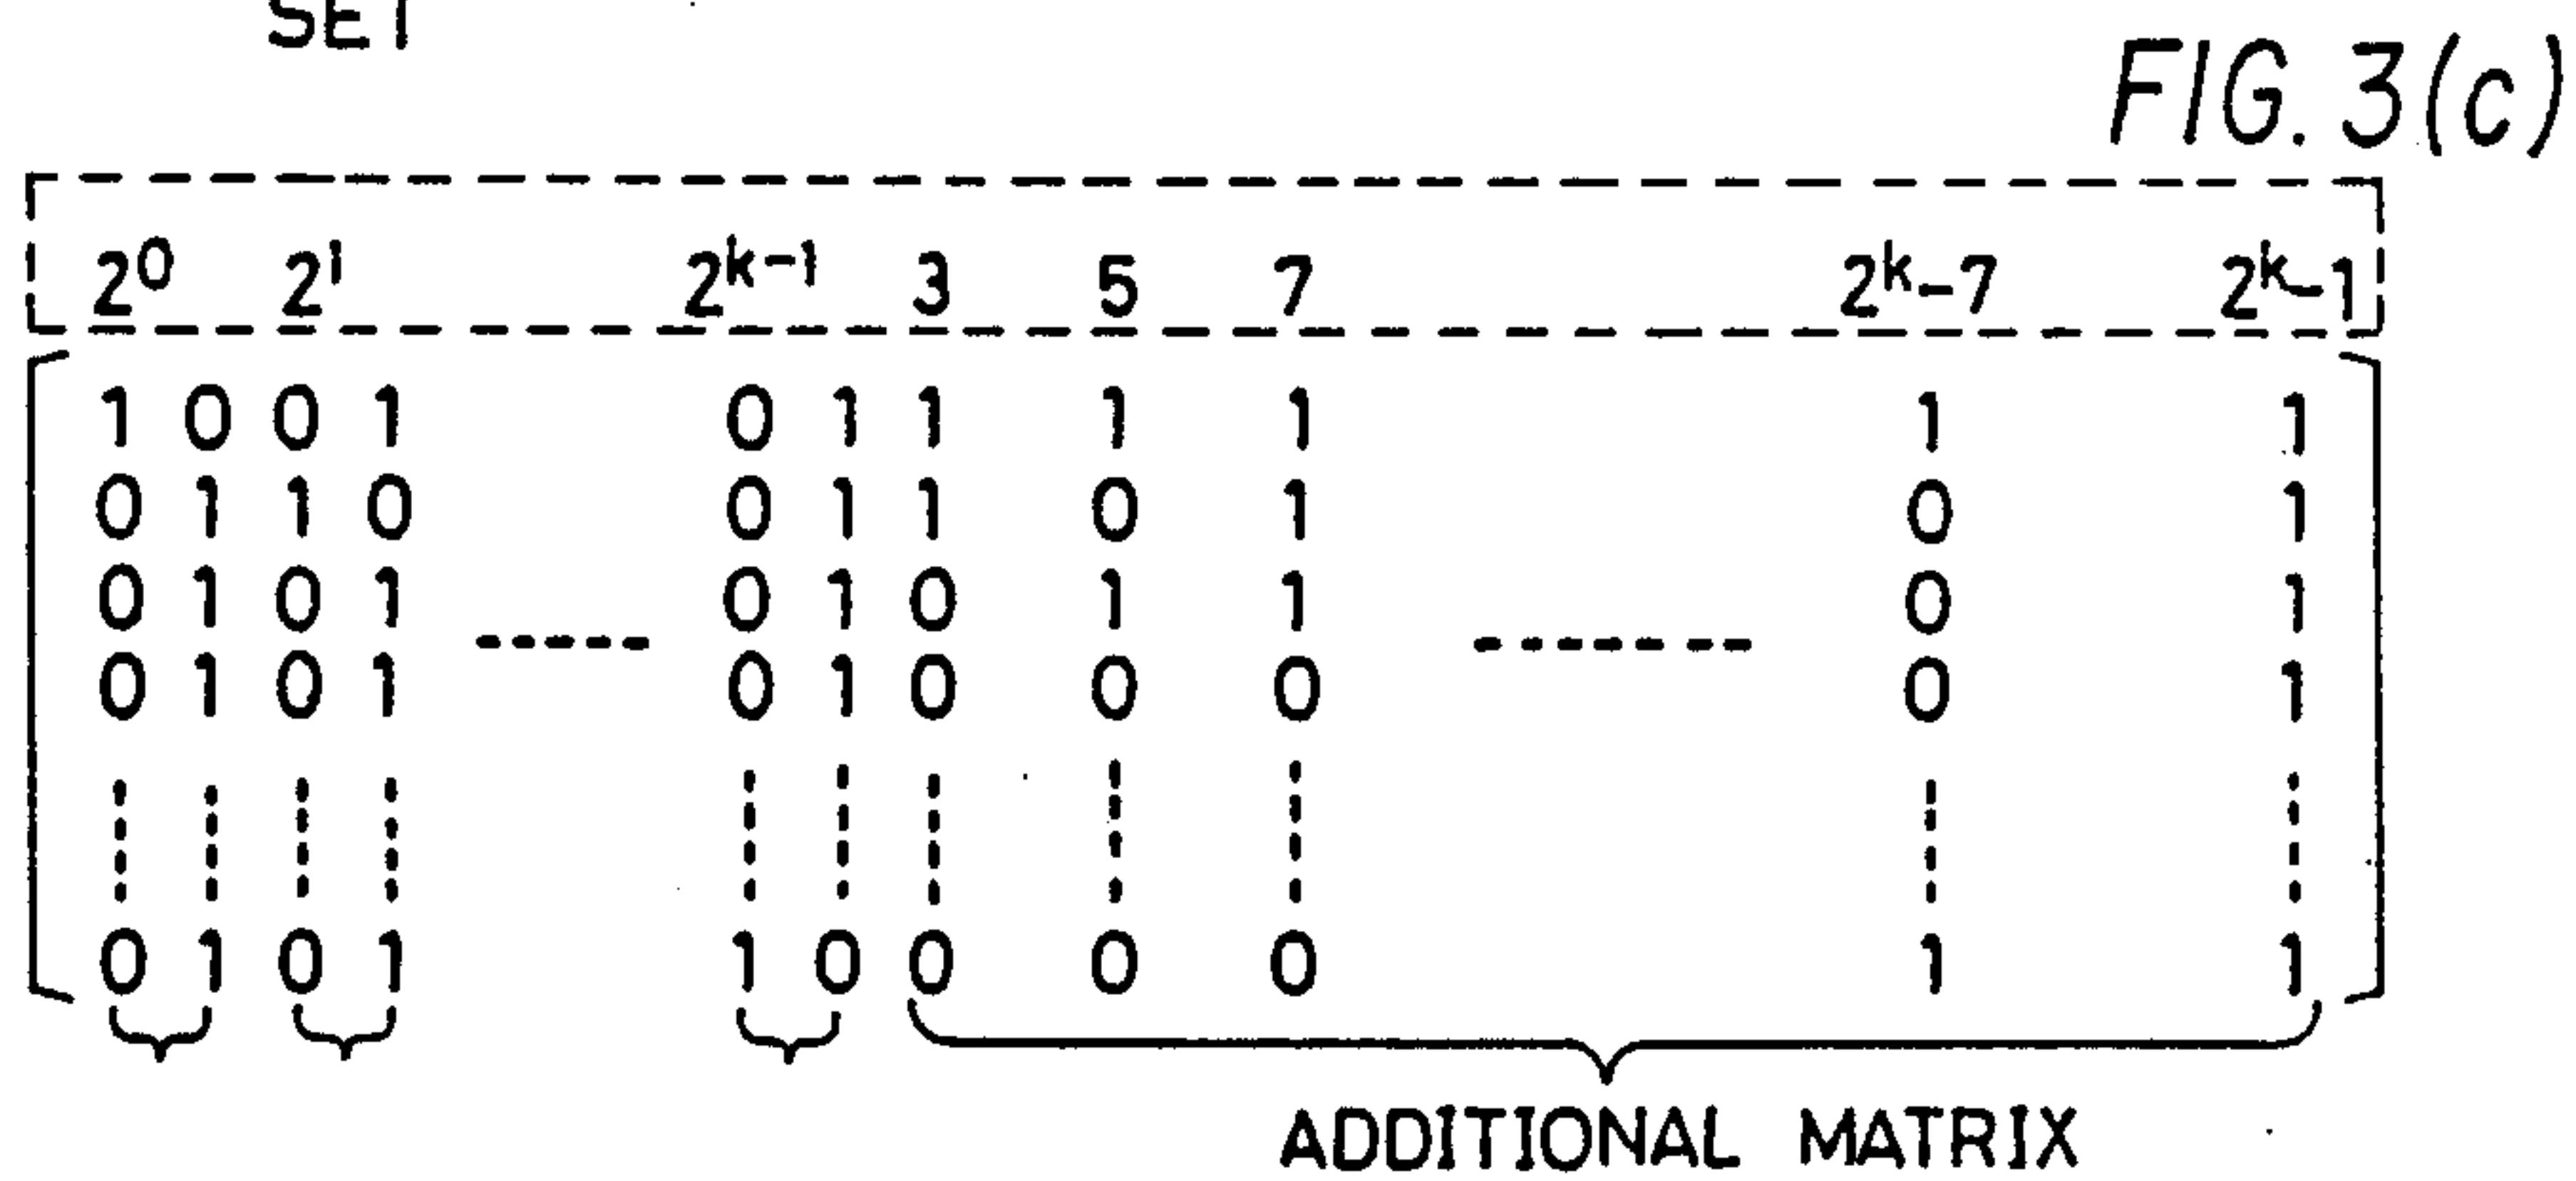 SET
FIG. 3(c)
2⁰ 2¹ 2ᵏ⁻¹ 3 5 7 2ᵏ-7 2ᵏ-1
1 0 0 1 0 1 1 1 1 1 1
0 1 1 0 0 1 1 0 1 0 1
0 1 0 1 ----- 0 1 0 1 1 ------- 0 1
0 1 0 1 0 1 0 0 0 0 1
0 1 0 1 1 0 0 0 0 1 1
ADDITIONAL MATRIX